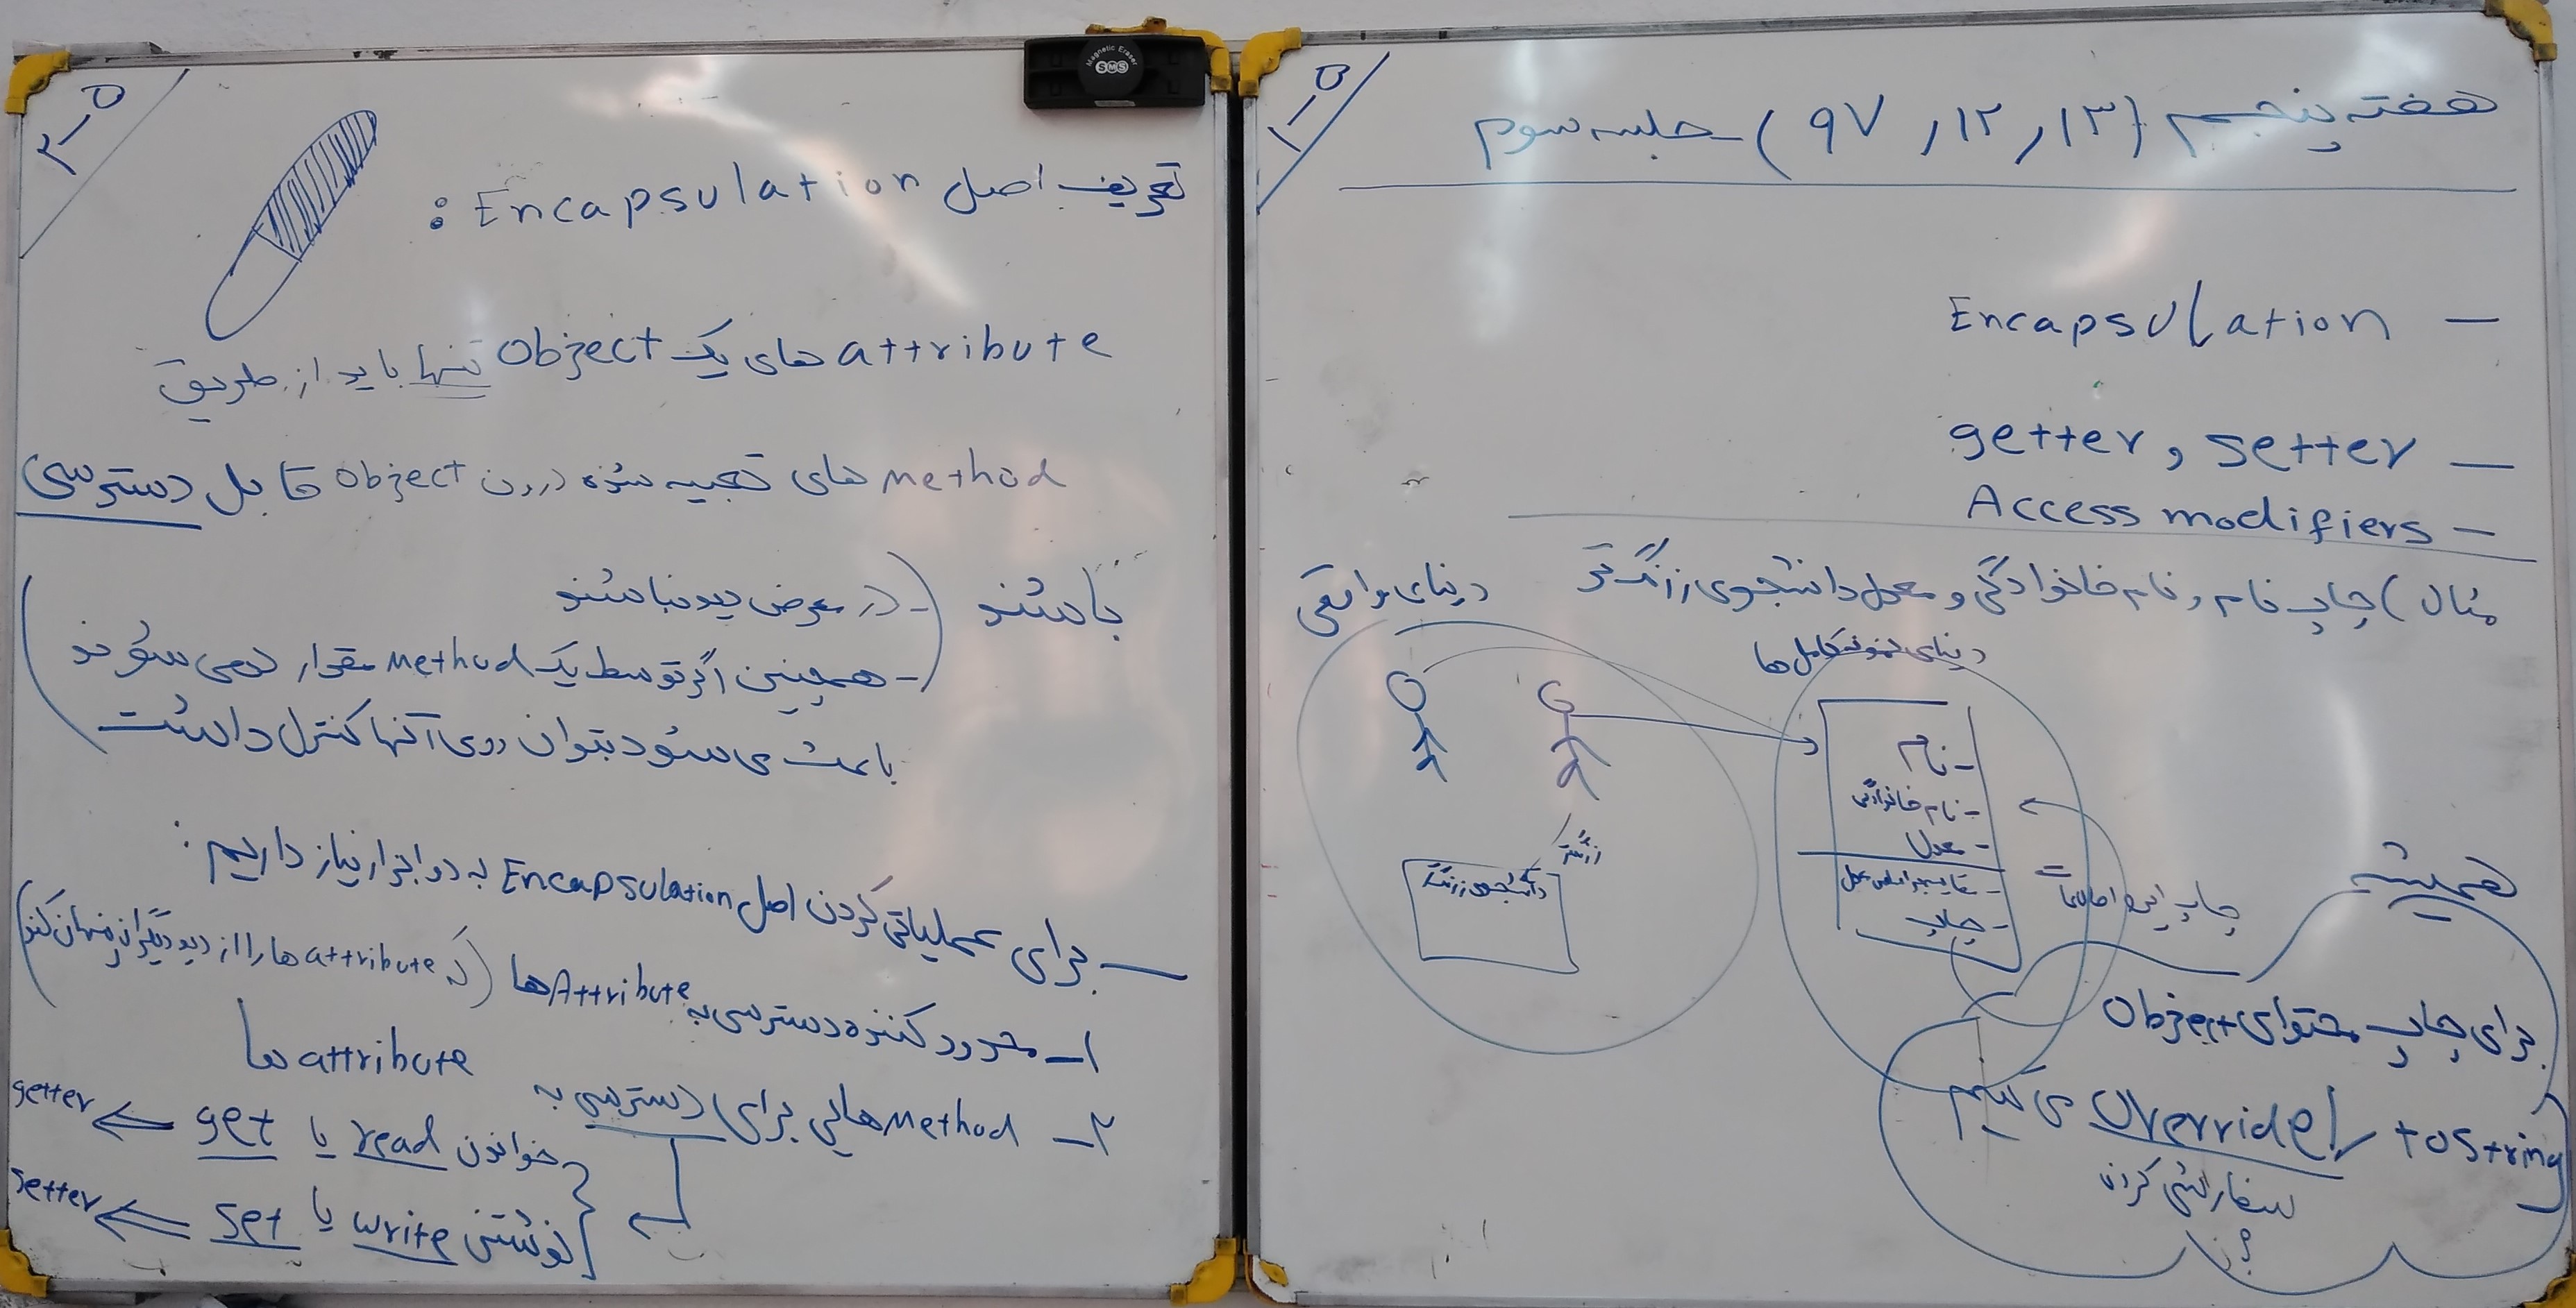 ۵-۱
هفته پنجم (۹۷,۱۲,۱۳) جلسه سوم
- Encapsulation
- getter و setter
- Access modifiers
مثال) چاپ نام و نام خانوادگی و معدل دانشجوی زرنگ‌تر
دنیای واقعی
دنیای نمونه کامل ها
- نام
- نام خانوادگی
- معدل
- مقایسه بر اساس معدل
- چاپ
زرنگتر
دانشجوی زرنگتر
چاپ این اطلاعات
همیشه
برای چاپ محتوای Object
toString را Override می کنیم
سفارشی کردن
۵-۲
Magnetic Eraser
SMS
تعریف اصل Encapsulation :
attribute های یک Object تنها باید از طریق
method های تعبیه شده درون Object قابل دسترسی
باشند (- در معرض دید نباشند
- همچنین اگر توسط یک method مقدار دهی شوند
باعث می شود بتوان روی آنها کنترل داشت)
— برای عملیاتی کردن اصل Encapsulation به دو ابزار نیاز داریم :
۱- محدود کننده دسترسی به Attribute ها (که attribute ها را از دید دیگران پنهان کند)
۲- method هایی برای دسترسی به attribute ها
خواندن read یا get ⇐ getter
نوشتن write یا set ⇐ setter